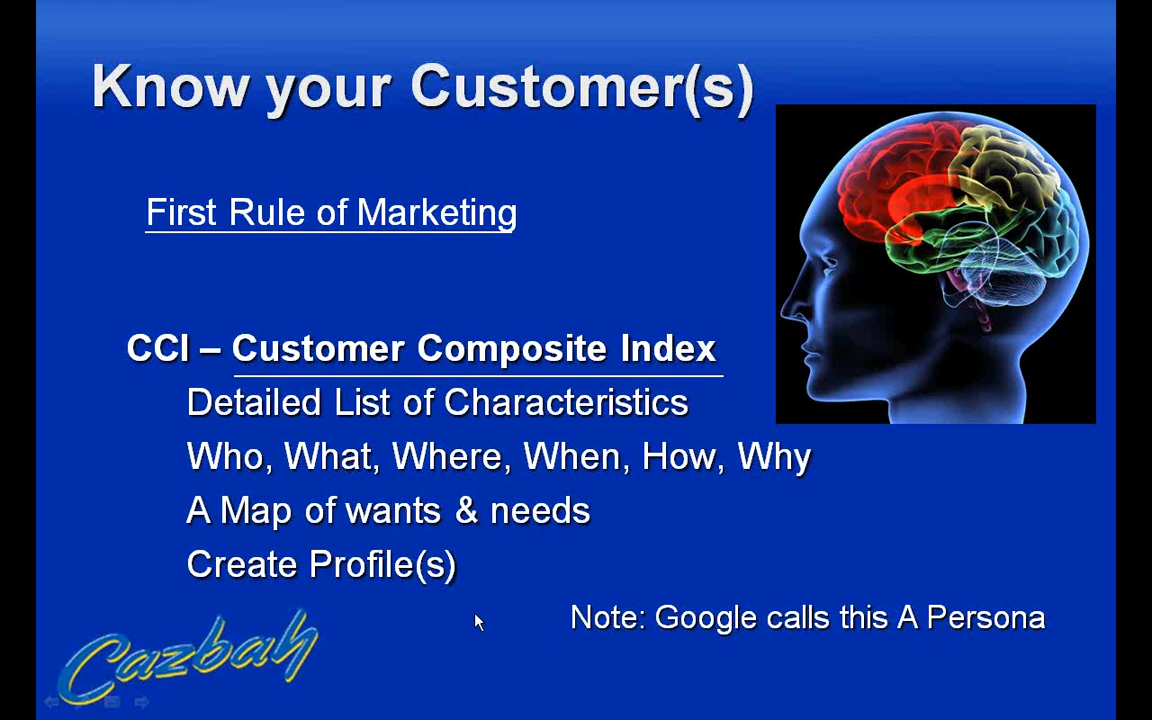 Know your Customer(s)
First Rule of Marketing
CCI – Customer Composite Index
Detailed List of Characteristics
Who, What, Where, When, How, Why
A Map of wants & needs
Create Profile(s)
Note: Google calls this A Persona
Cazbah